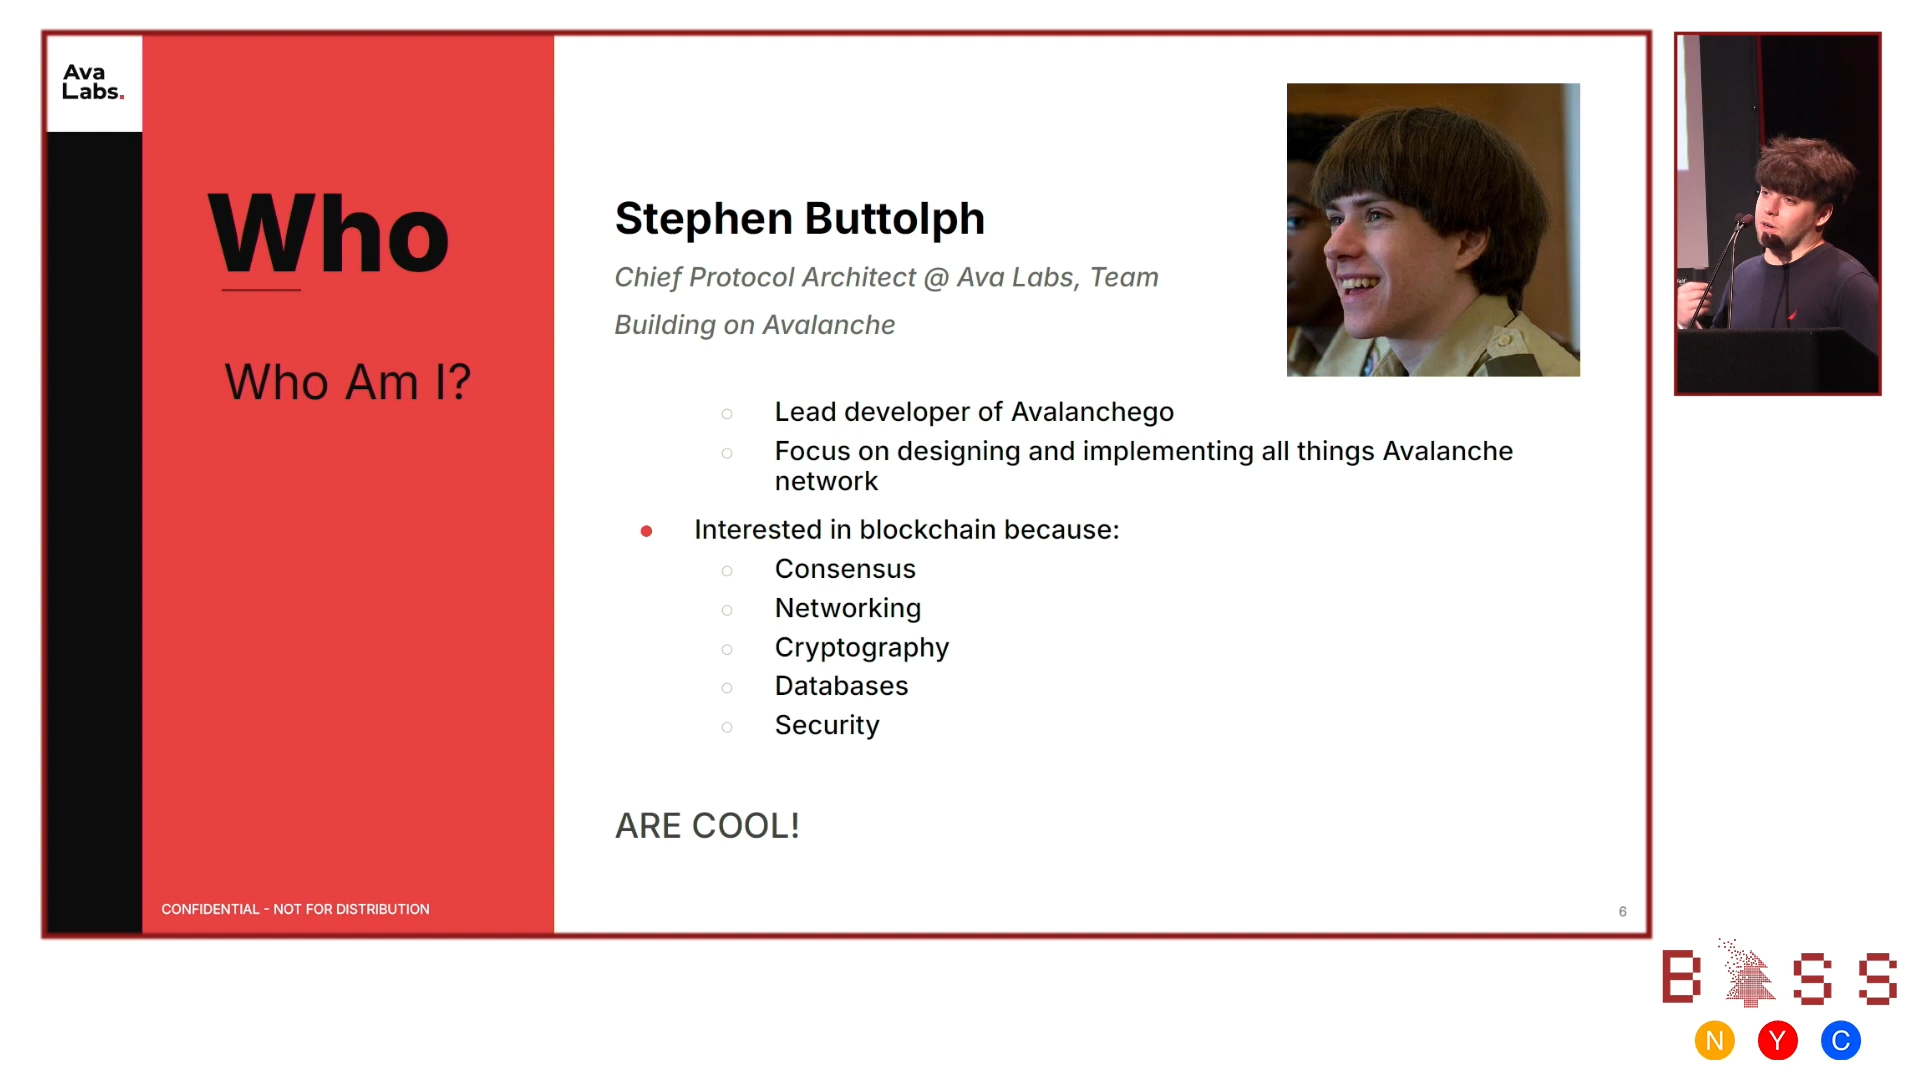 Ava
Labs.
Who
Who Am I?
CONFIDENTIAL - NOT FOR DISTRIBUTION
Stephen Buttolph
Chief Protocol Architect @ Ava Labs, Team
Building on Avalanche
Lead developer of Avalanchego
Focus on designing and implementing all things Avalanche
network
Interested in blockchain because:
Consensus
Networking
Cryptography
Databases
Security
ARE COOL!
6
B SS
N Y C